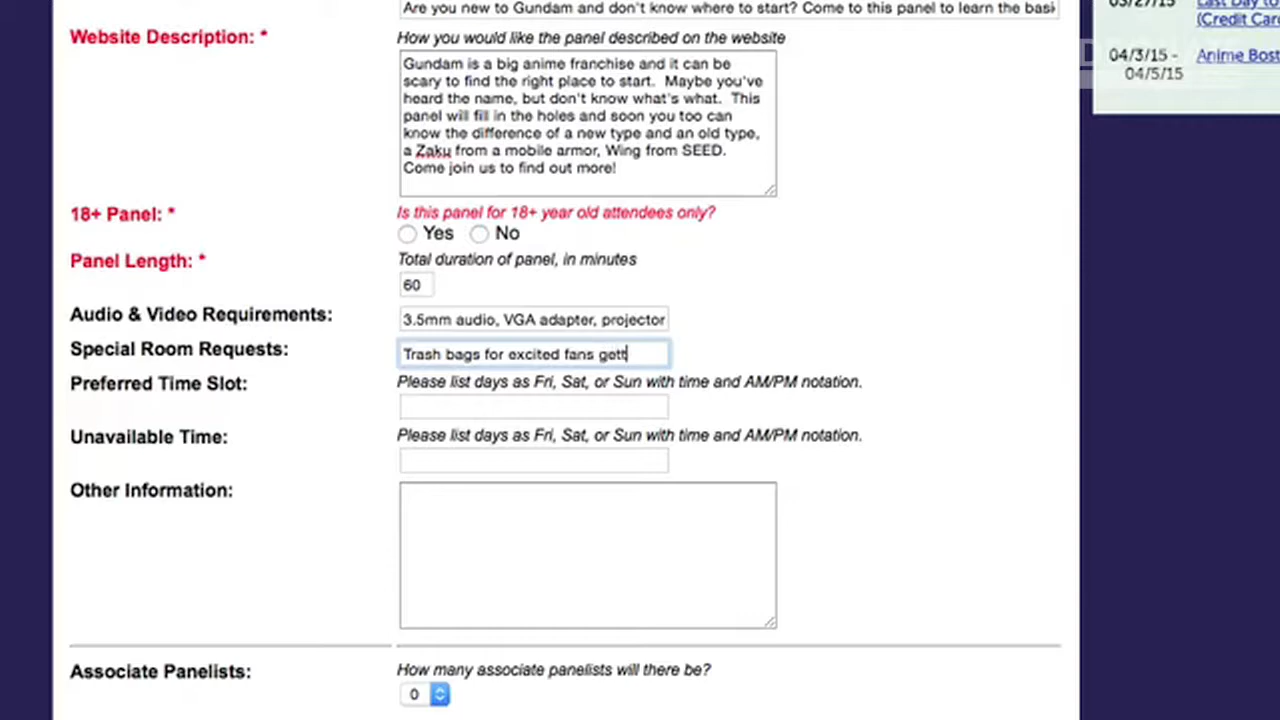 Are you new to Gundam and don't know where to start? Come to this panel to learn the basi
Website Description: *
How you would like the panel described on the website
Gundam is a big anime franchise and it can be
scary to find the right place to start.  Maybe you've
heard the name, but don't know what's what.  This
panel will fill in the holes and soon you too can
know the difference of a new type and an old type,
a Zaku from a mobile armor, Wing from SEED.
Come join us to find out more!
18+ Panel: *
Is this panel for 18+ year old attendees only?
Yes No
Panel Length: *
Total duration of panel, in minutes
60
Audio & Video Requirements:
3.5mm audio, VGA adapter, projector
Special Room Requests:
Trash bags for excited fans gett
Preferred Time Slot:
Please list days as Fri, Sat, or Sun with time and AM/PM notation.
Unavailable Time:
Please list days as Fri, Sat, or Sun with time and AM/PM notation.
Other Information:
Associate Panelists:
How many associate panelists will there be?
0
03/27/15 Last Day to
(Credit Card
04/3/15 - Anime Bost
04/5/15